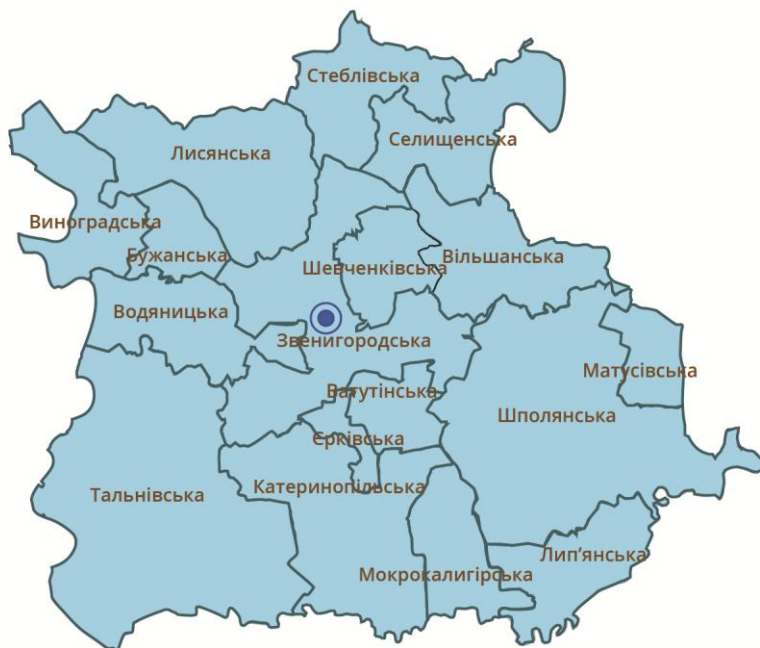 Стеблівська
Селищенська
Лисянська
Виноградська
Бужанська
Шевченківська
Вільшанська
Водяницька
Звенигородська
Матусівська
Ватутінська
Шполянська
Єрківська
Катеринопільська
Тальнівська
Лип'янська
Мокрокалигірська